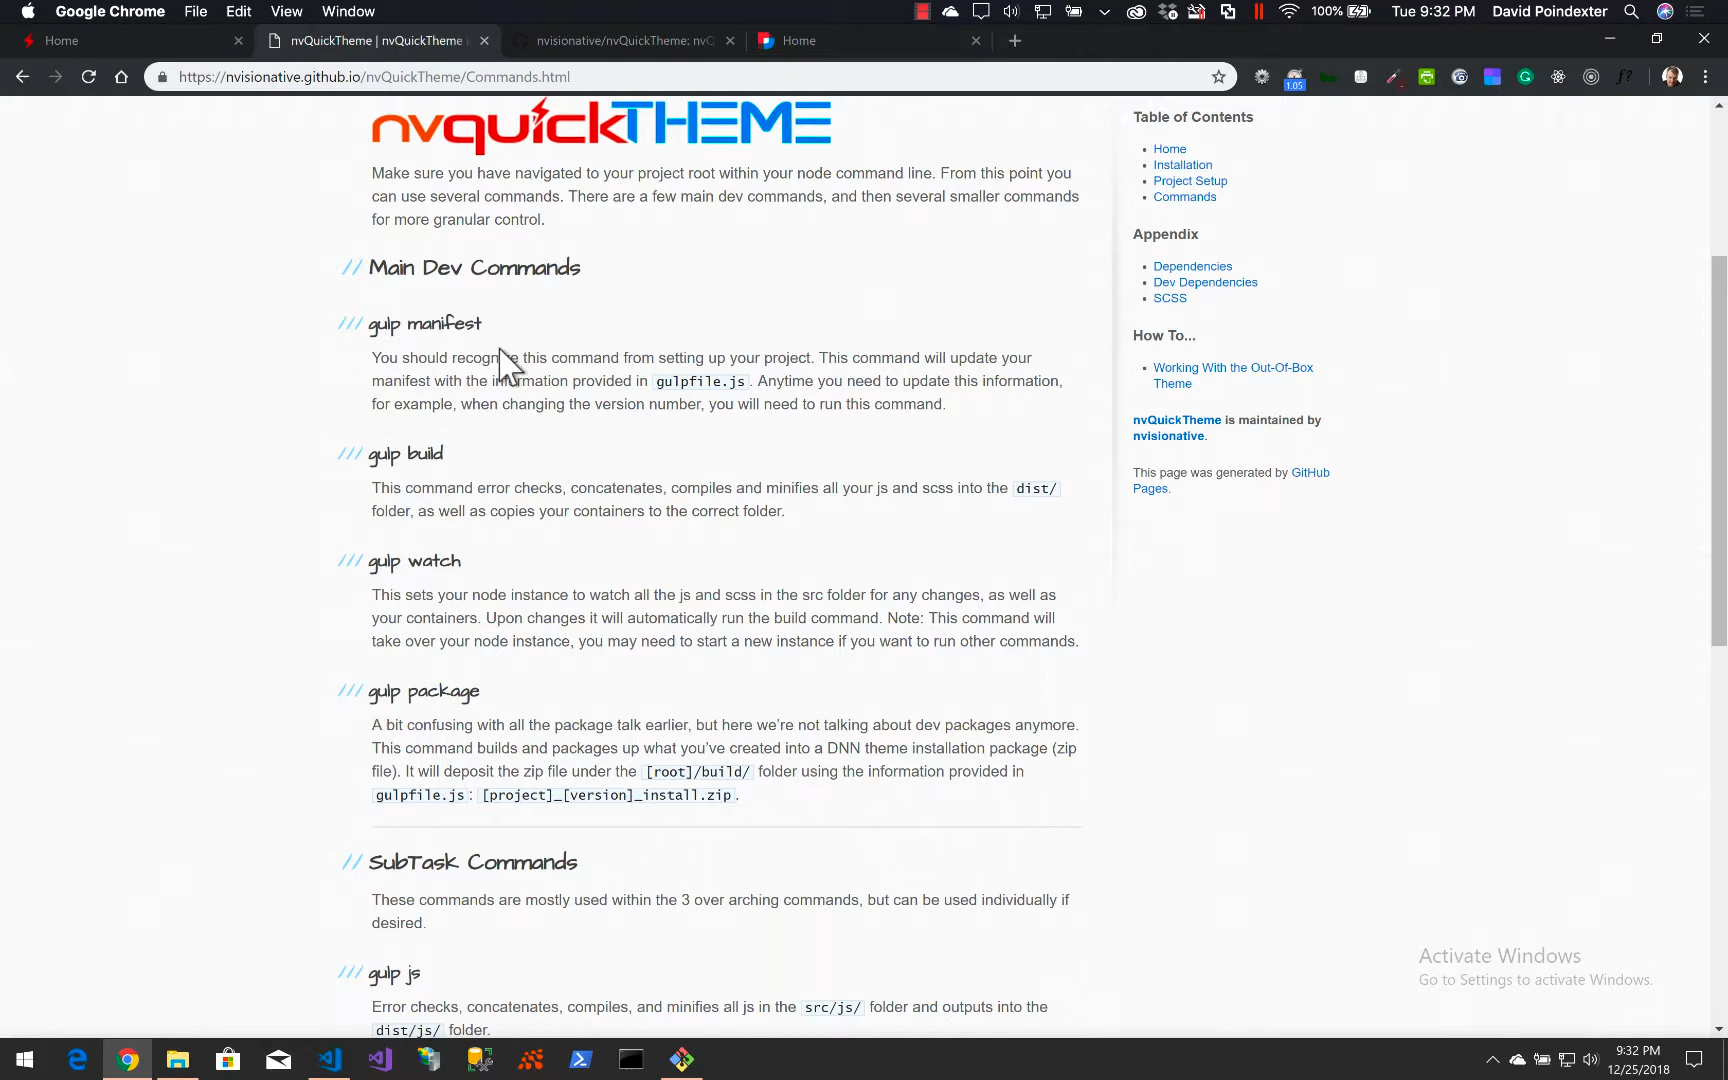 Google Chrome File Edit View Window
100% Tue 9:32 PM David Poindexter
Home
nvQuickTheme | nvQuickTheme i
nvisionative/nvQuickTheme: nvQ
Home
https://nvisionative.github.io/nvQuickTheme/Commands.html
1.05
f?
nvquickTHEME
Make sure you have navigated to your project root within your node command line. From this point you
can use several commands. There are a few main dev commands, and then several smaller commands
for more granular control.
// Main Dev Commands
/// gulp manifest
You should recognize this command from setting up your project. This command will update your
manifest with the information provided in gulpfile.js. Anytime you need to update this information,
for example, when changing the version number, you will need to run this command.
/// gulp build
This command error checks, concatenates, compiles and minifies all your js and scss into the dist/
folder, as well as copies your containers to the correct folder.
/// gulp watch
This sets your node instance to watch all the js and scss in the src folder for any changes, as well as
your containers. Upon changes it will automatically run the build command. Note: This command will
take over your node instance, you may need to start a new instance if you want to run other commands.
/// gulp package
A bit confusing with all the package talk earlier, but here we're not talking about dev packages anymore.
This command builds and packages up what you've created into a DNN theme installation package (zip
file). It will deposit the zip file under the [root]/build/ folder using the information provided in
gulpfile.js: [project]_[version]_install.zip.
// SubTask Commands
These commands are mostly used within the 3 over arching commands, but can be used individually if
desired.
/// gulp js
Error checks, concatenates, compiles, and minifies all js in the src/js/ folder and outputs into the
dist/js/ folder.
Table of Contents
Home
Installation
Project Setup
Commands
Appendix
Dependencies
Dev Dependencies
SCSS
How To...
Working With the Out-Of-Box
Theme
nvQuickTheme is maintained by
nvisionative.
This page was generated by GitHub
Pages.
Activate Windows
Go to Settings to activate Windows.
9:32 PM
12/25/2018